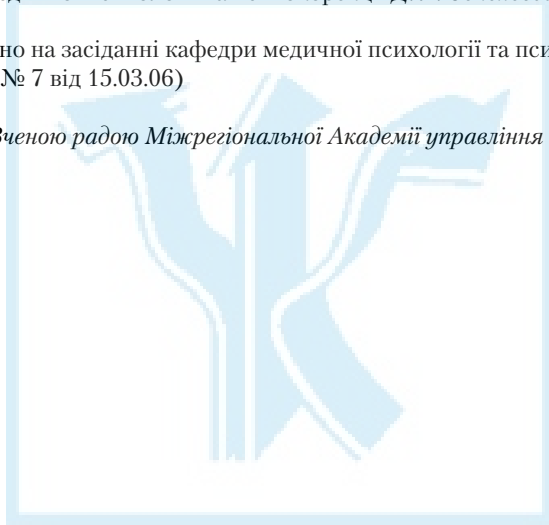 но на засіданні кафедри медичної психології та пси
№ 7 від 15.03.06)
Вченою радою Міжрегіональної Академії управління